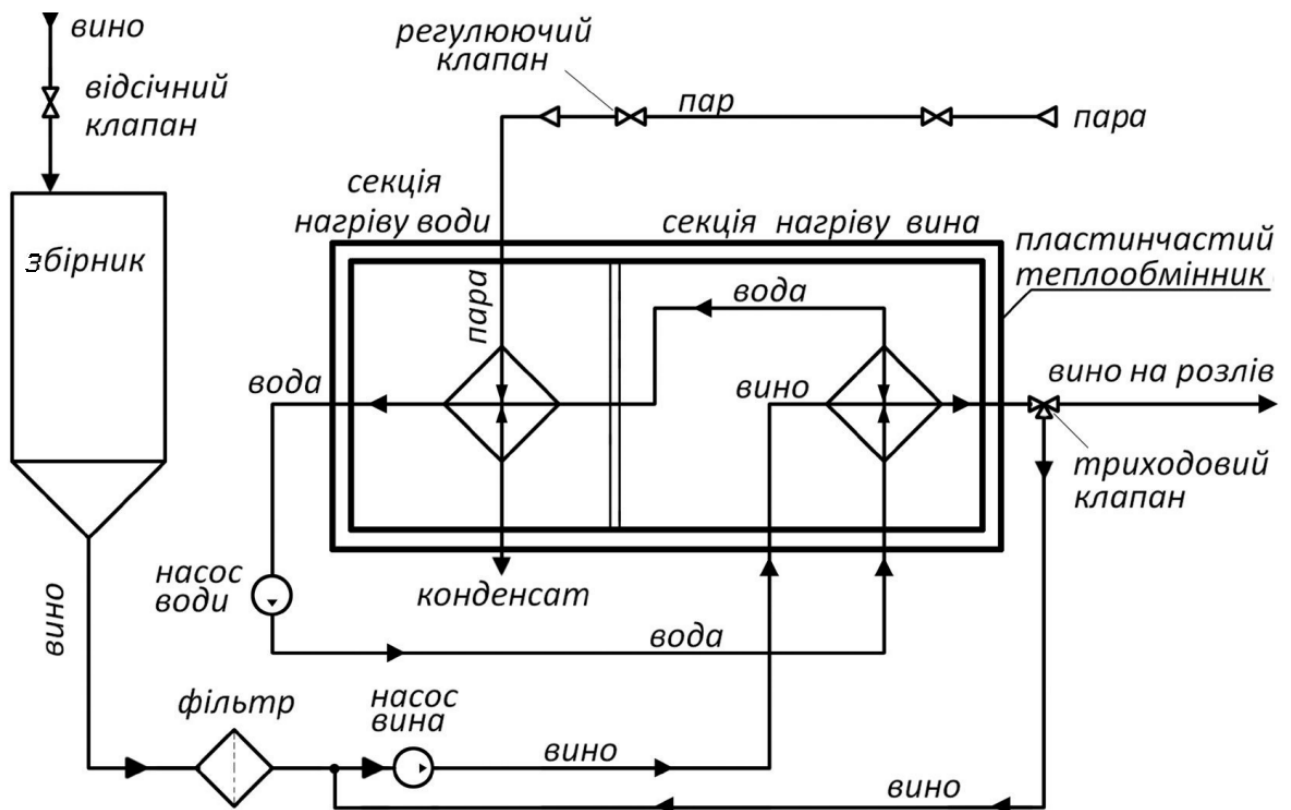 вино
відсічний
клапан
збірник
регулюючий
клапан
пар
пара
секція
нагріву води
секція нагріву вина
пластинчастий
теплообмінник
пара
вода
вода
вино
вино на розлів
триходовий
клапан
насос
води
конденсат
вода
вино
фільтр
насос
вина
вино
вино